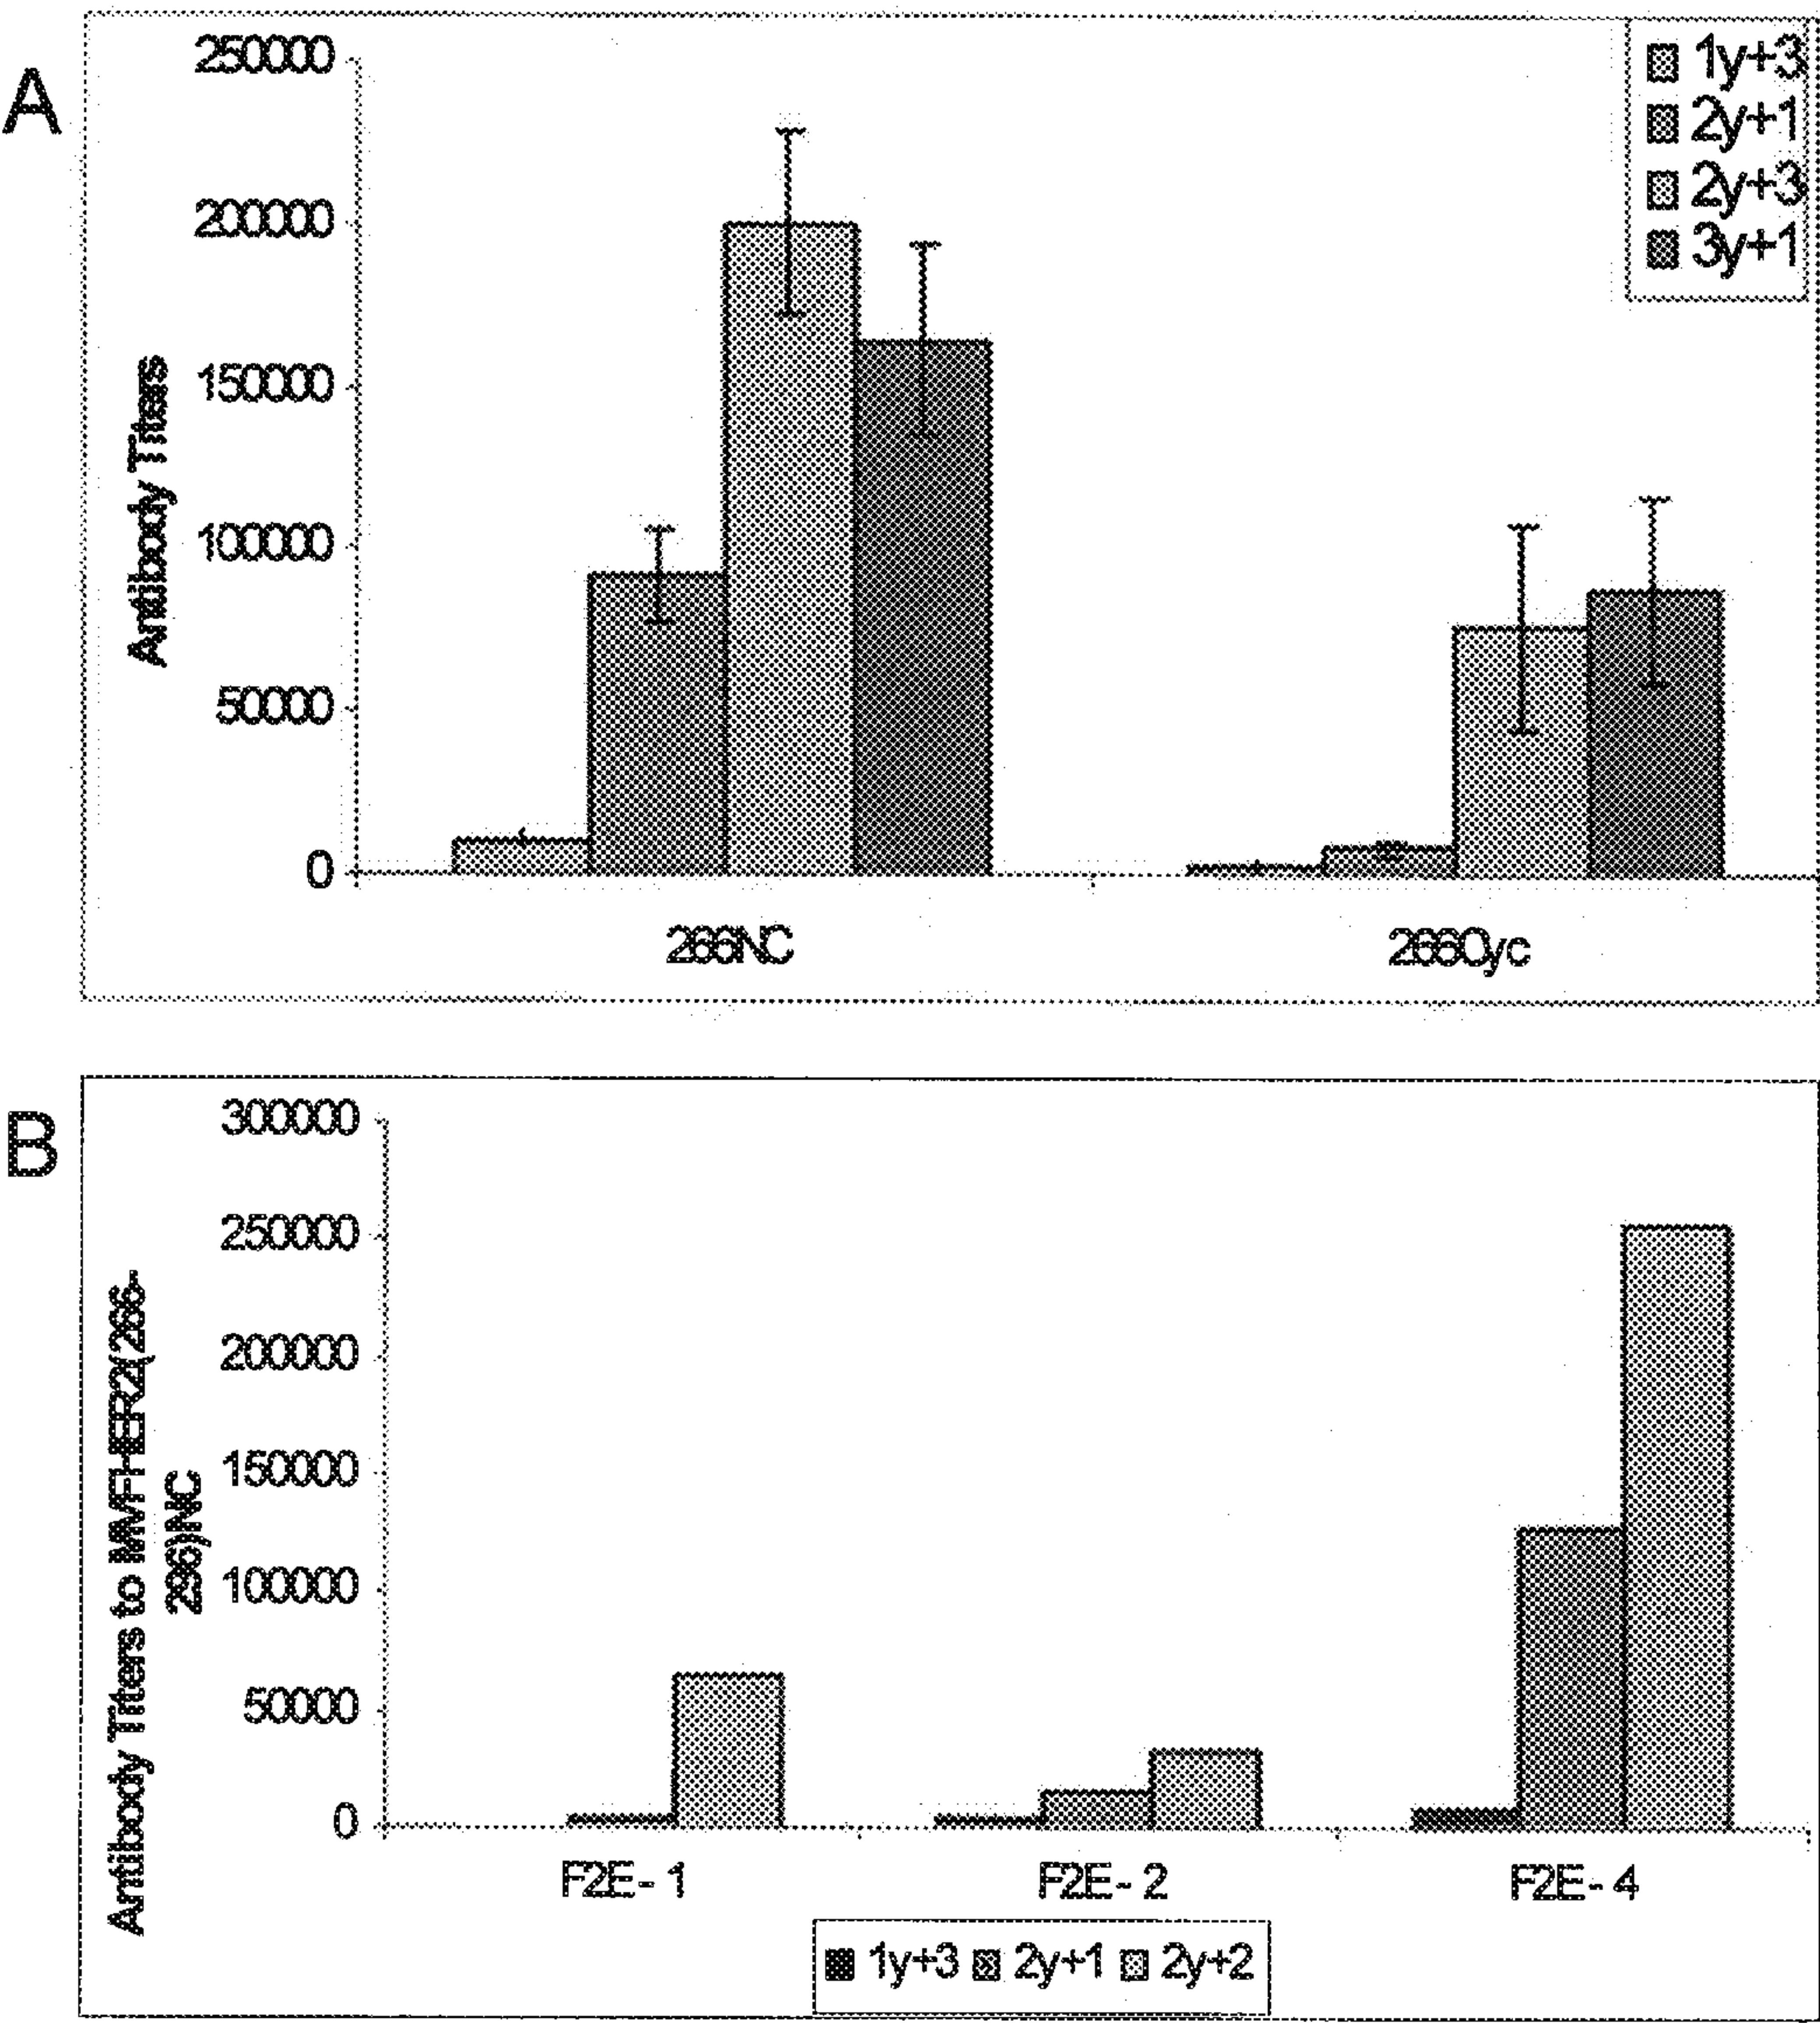 A
250000
200000
150000
100000
50000
0
Antibody Titers
1y+3
2y+1
2y+3
3y+1
266NC
266Cyc
B
300000
250000
200000
150000
100000
50000
0
Antibody Titers to MVFHER2(266-
296)NC
F2E-1
F2E-2
F2E-4
1y+3 2y+1 2y+2